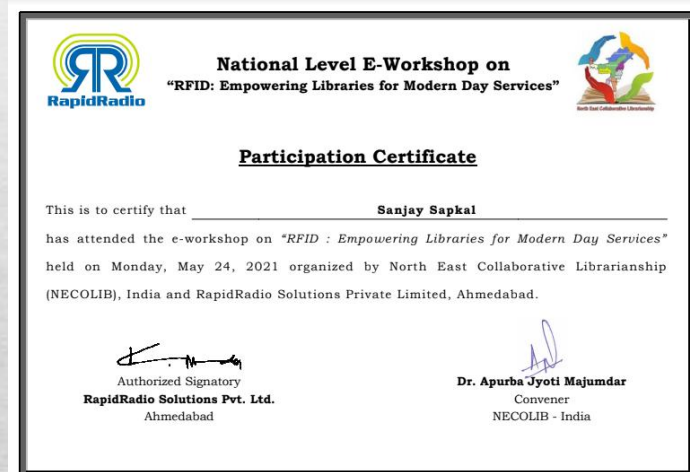 RapidRadio
National Level E-Workshop on
“RFID: Empowering Libraries for Modern Day Services”
North East Collaborative Librarianship
Participation Certificate
This is to certify that Sanjay Sapkal
has attended the e-workshop on “RFID : Empowering Libraries for Modern Day Services”
held on Monday, May 24, 2021 organized by North East Collaborative Librarianship
(NECOLIB), India and RapidRadio Solutions Private Limited, Ahmedabad.
Authorized Signatory
RapidRadio Solutions Pvt. Ltd.
Ahmedabad
Dr. Apurba Jyoti Majumdar
Convener
NECOLIB - India